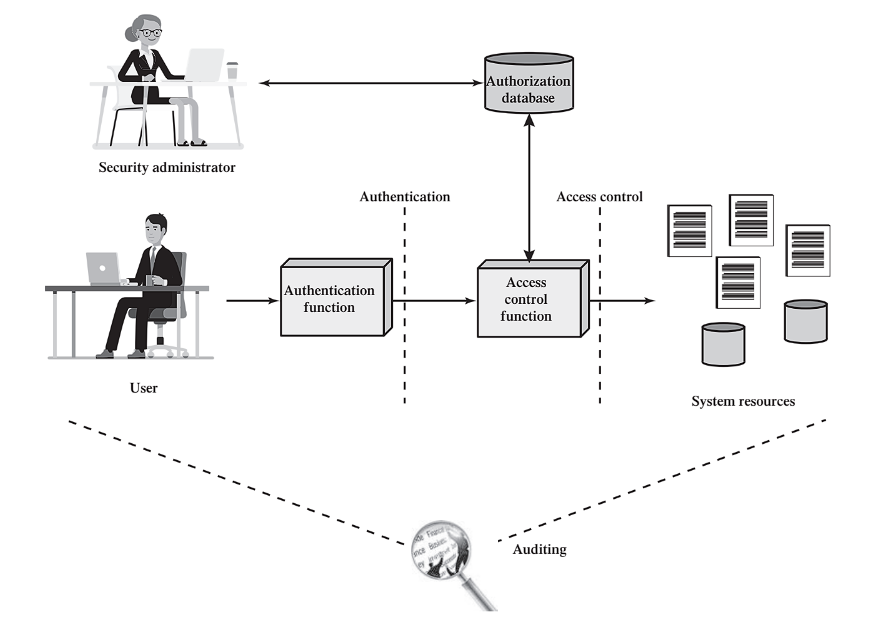 Authorization
database
Security administrator
Authentication
Access control
Authentication
function
Access
control
function
User
System resources
Auditing